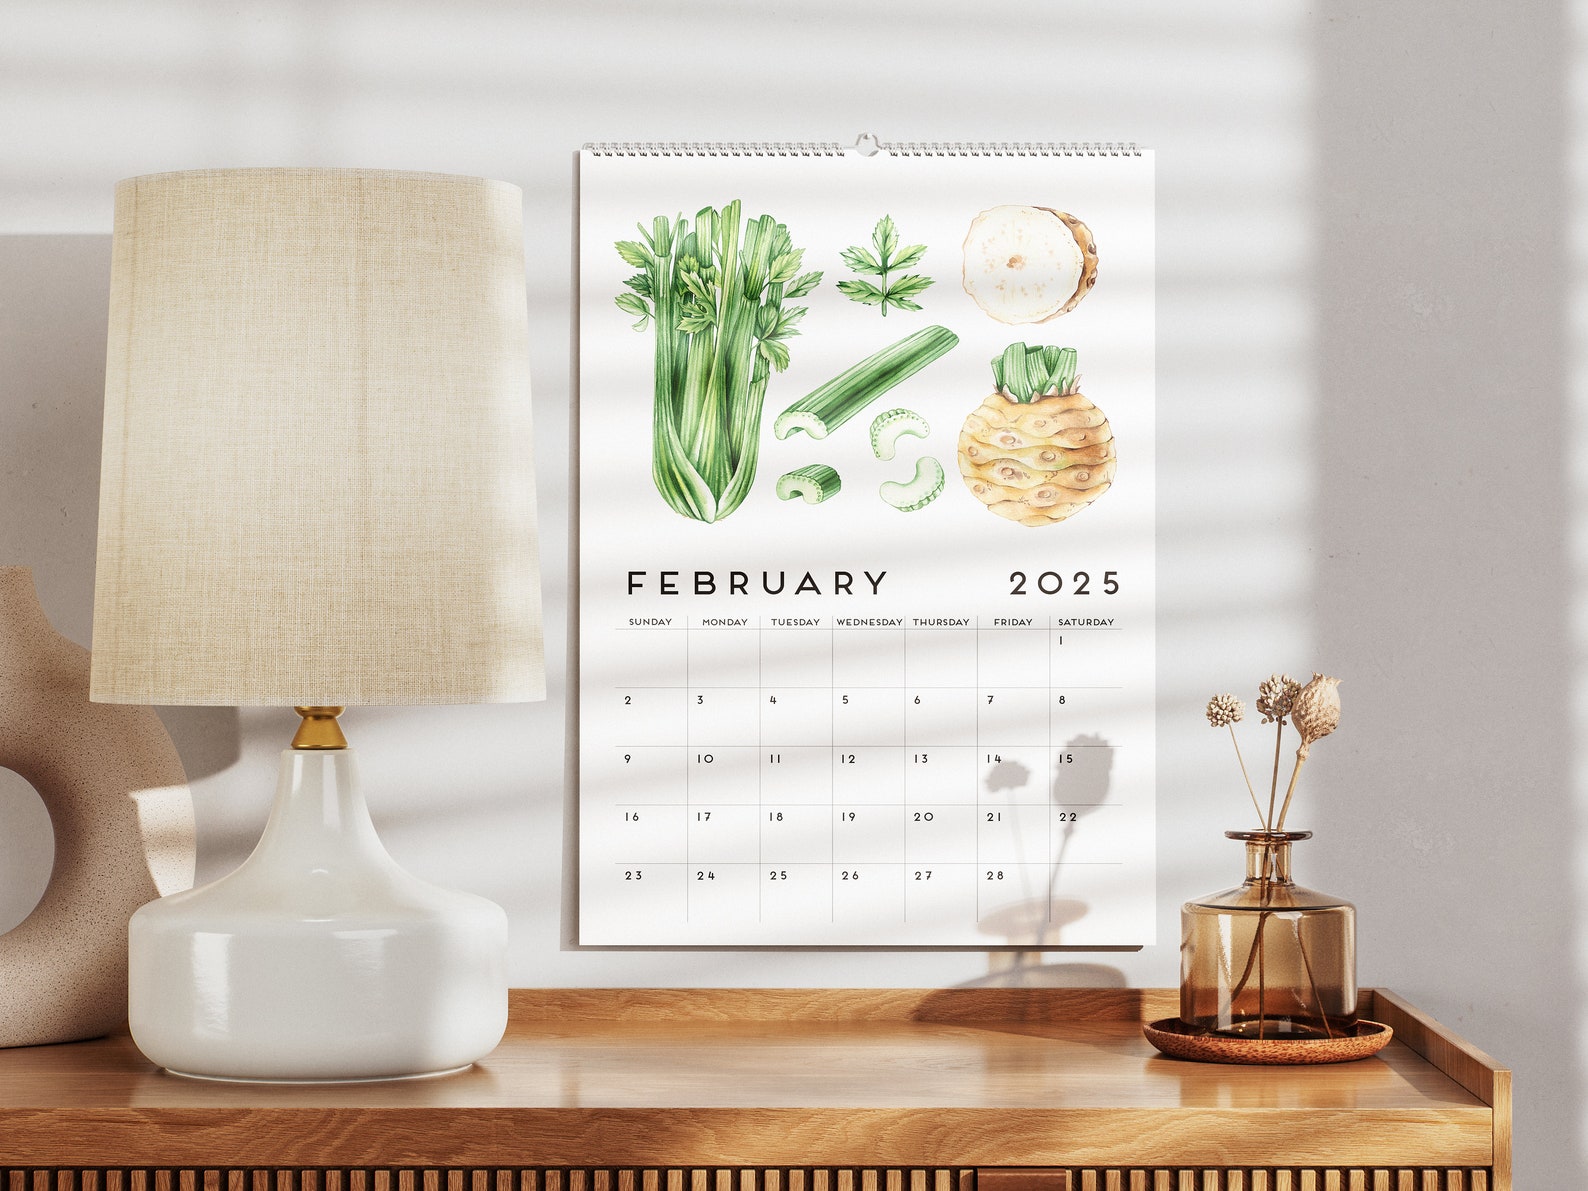 FEBRUARY 2025
SUNDAY MONDAY TUESDAY WEDNESDAY THURSDAY FRIDAY SATURDAY
1
2 3 4 5 6 7 8
9 10 11 12 13 14 15
16 17 18 19 20 21 22
23 24 25 26 27 28